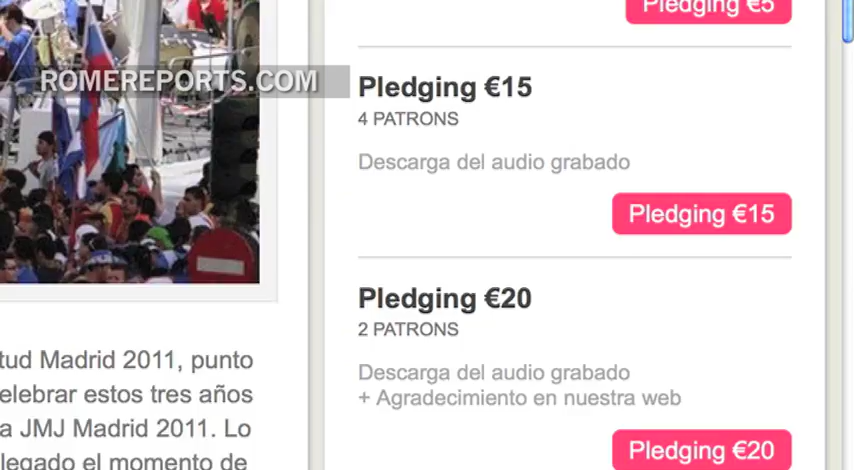 Pledging €5
ROMEREPORTS.COM
Pledging €15
4 PATRONS
Descarga del audio grabado
Pledging €15
Pledging €20
2 PATRONS
Descarga del audio grabado
+ Agradecimiento en nuestra web
Pledging €20
tud Madrid 2011, punto
elebrar estos tres años
a JMJ Madrid 2011. Lo
legado el momento de